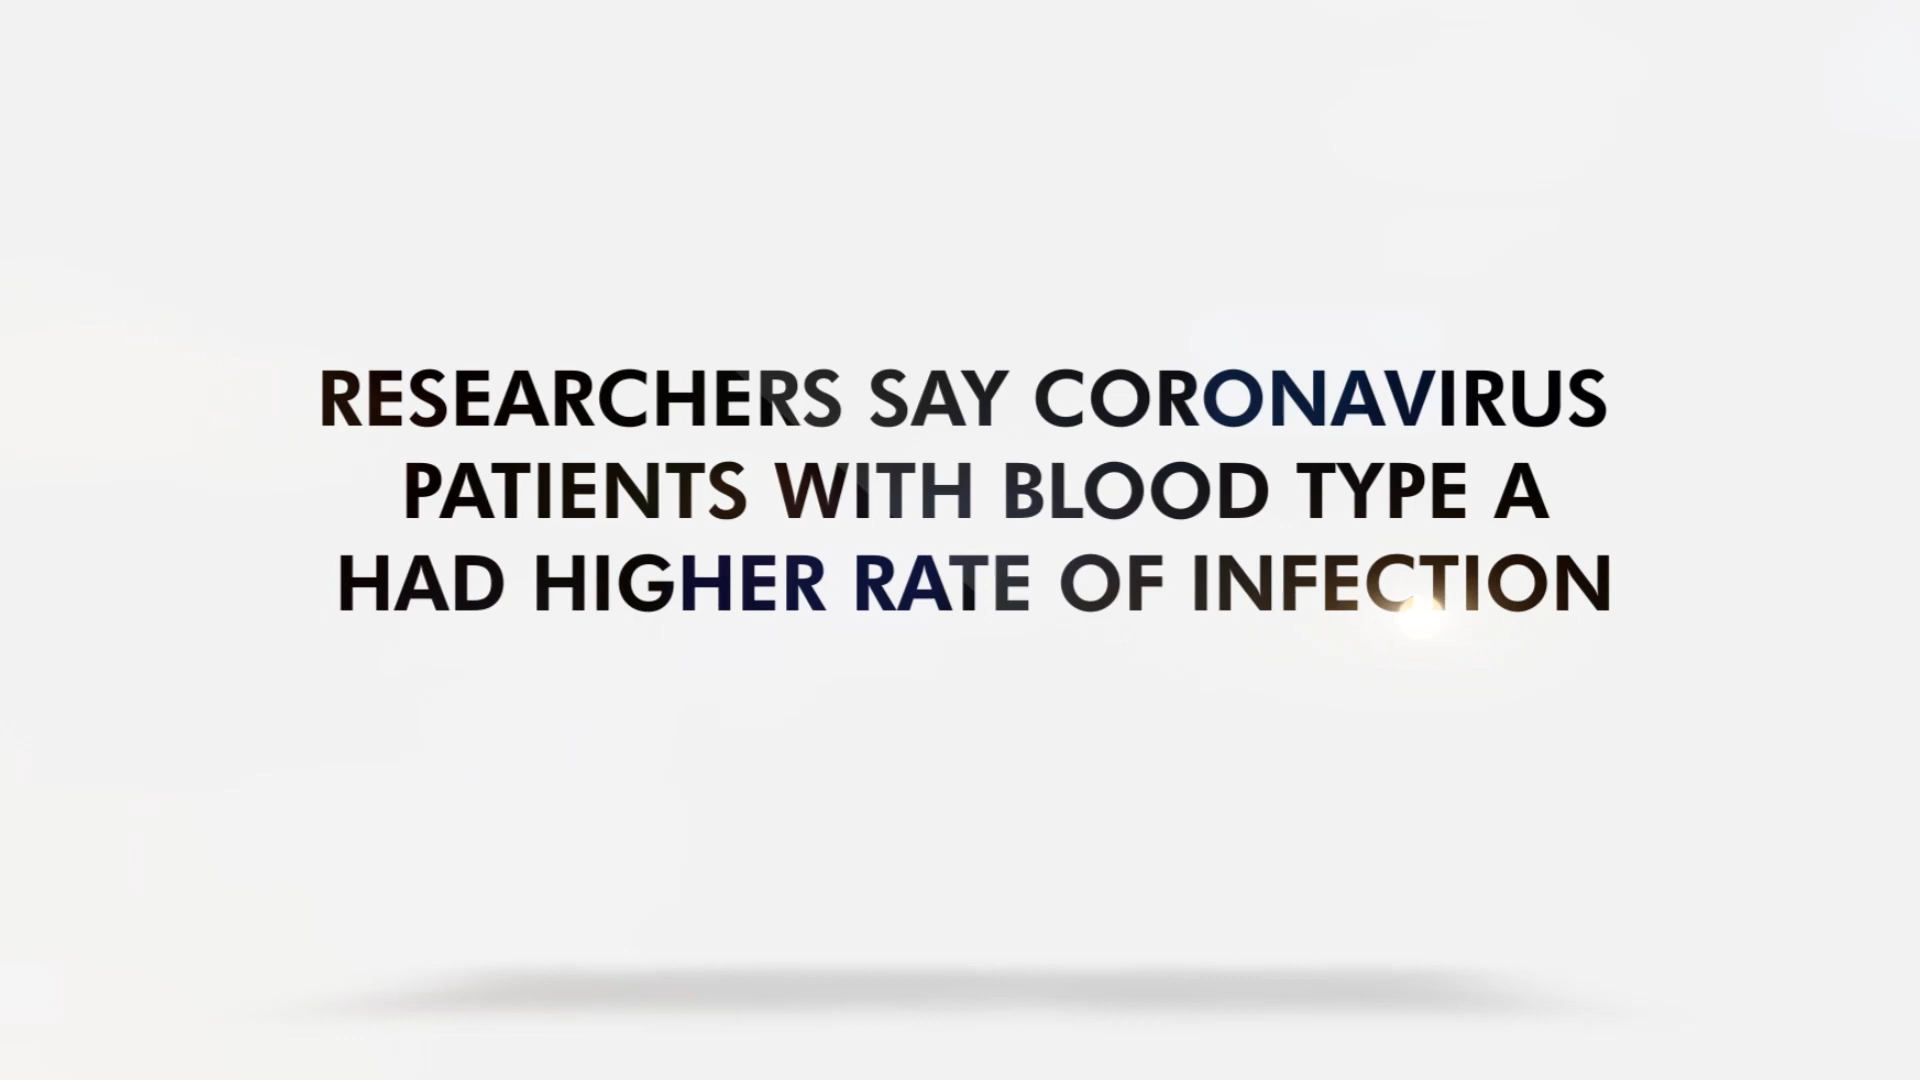 RESEARCHERS SAY CORONAVIRUS
PATIENTS WITH BLOOD TYPE A
HAD HIGHER RATE OF INFECTION